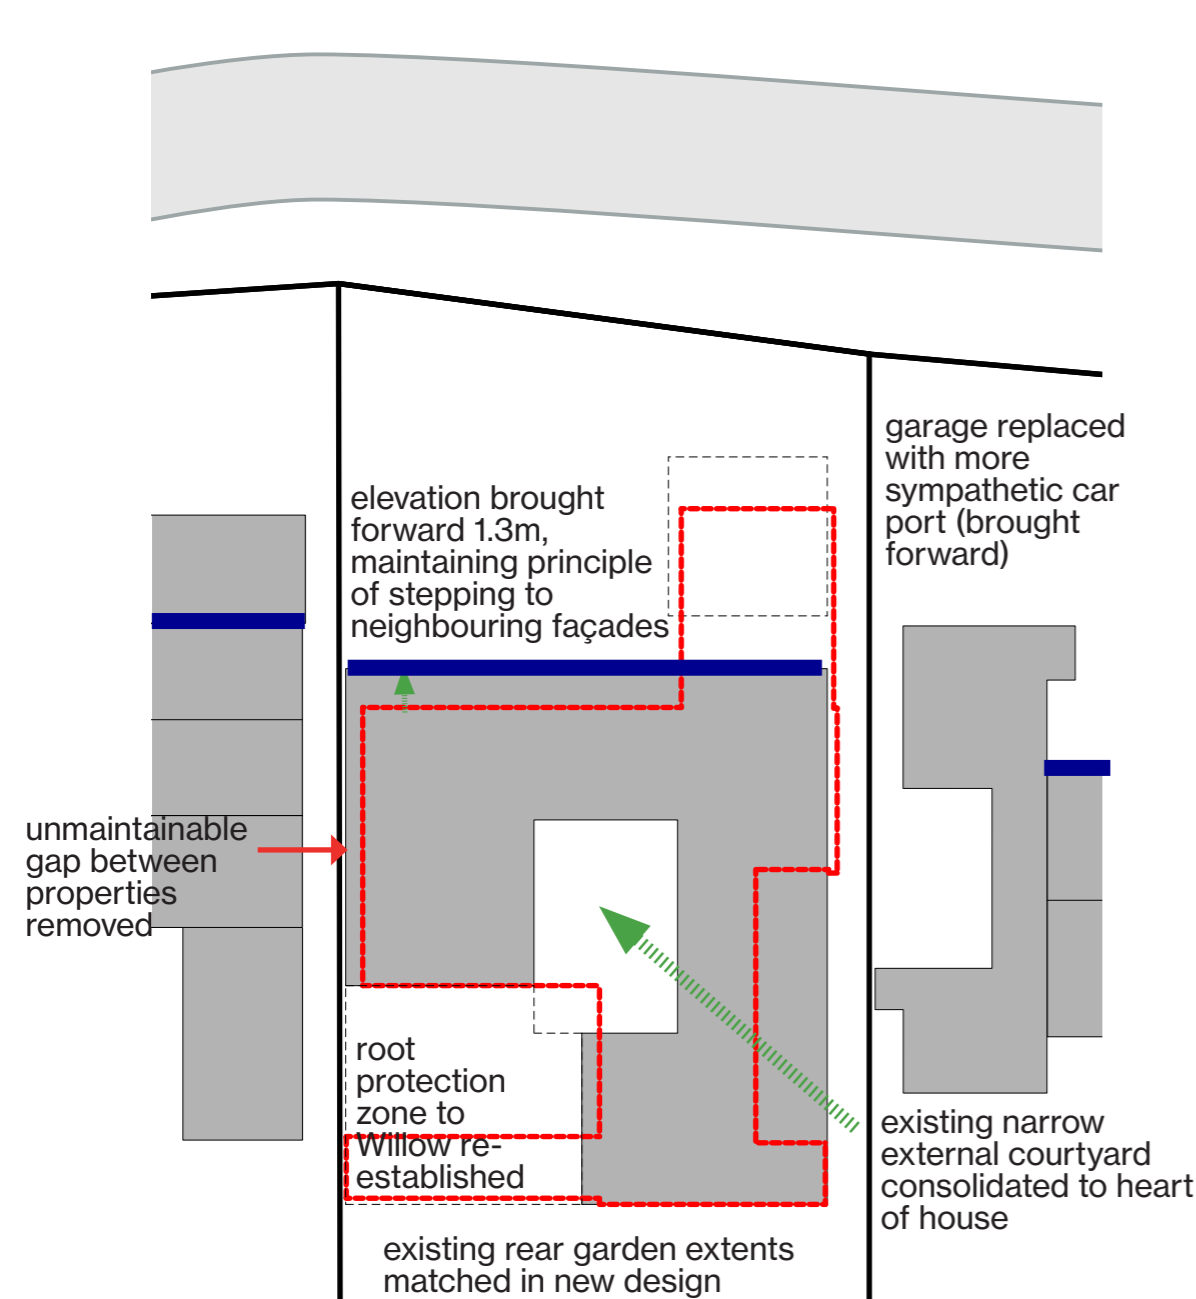 garage replaced
with more
sympathetic car
port (brought
forward)
elevation brought
forward 1.3m,
maintaining principle
of stepping to
neighbouring façades
unmaintainable
gap between
properties
removed
root
protection
zone to
Willow re-
established
existing narrow
external courtyard
consolidated to heart
of house
existing rear garden extents
matched in new design